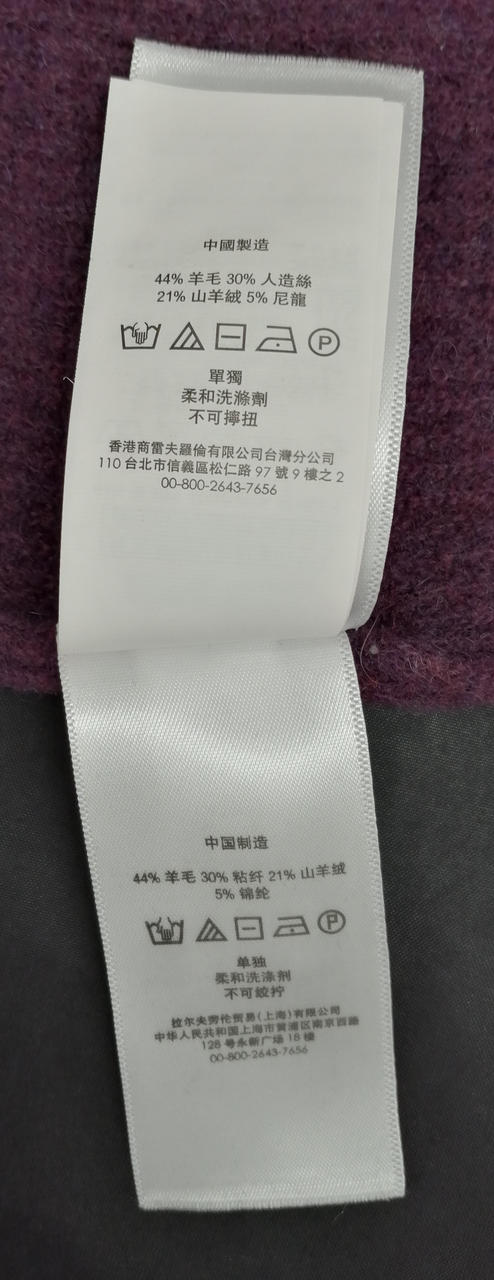 中國製造
44% 羊毛 30% 人造絲
21% 山羊絨 5% 尼龍
P
單獨
柔和洗滌劑
不可擰扭
香港商雷夫羅倫有限公司台灣分公司
110 台北市信義區松仁路 97 號 9 樓之 2
00-800-2643-7656
中国制造
44% 羊毛 30% 粘纤 21% 山羊绒
5% 锦纶
P
单独
柔和洗涤剂
不可絞拧
拉尔夫劳伦贸易(上海)有限公司
中华人民共和国上海市黄浦区南京西路
128 号永新广场 18 楼
00-800-2643-7656